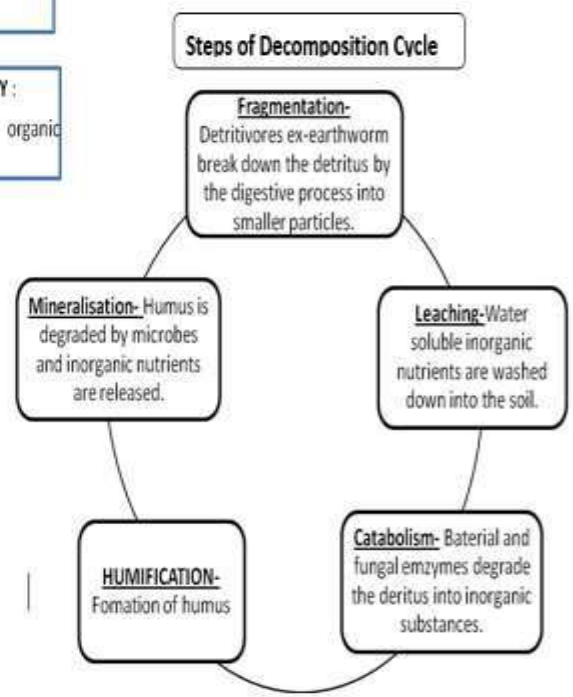 Steps of Decomposition Cycle
Y :
organic
Fragmentation-
Detritivores ex-earthworm
break down the detritus by
the digestive process into
smaller particles.
Mineralisation- Humus is
degraded by microbes
and inorganic nutrients
are released.
Leaching-Water
soluble inorganic
nutrients are washed
down into the soil.
HUMIFICATION-
Fomation of humus
Catabolism- Baterial and
fungal emzymes degrade
the deritus into inorganic
substances.